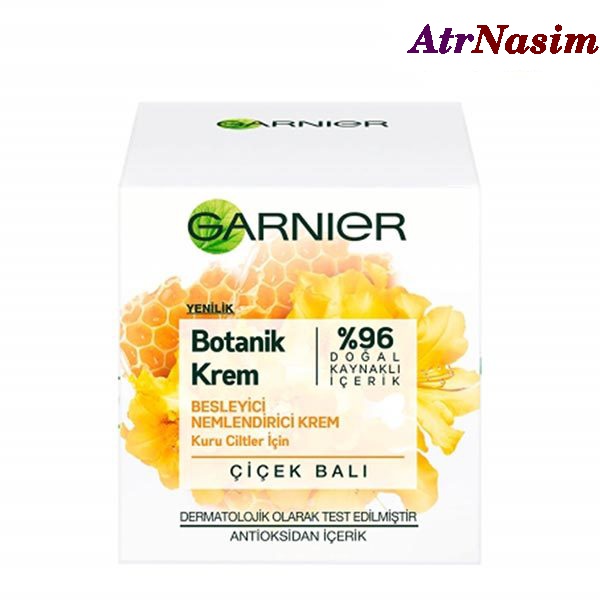 AtrNasim
GARNIER
GARNIER
YENİLİK
Botanik
Krem
%96
DOĞAL
KAYNAKLI
İÇERİK
BESLEYİCİ
NEMLENDİRİCİ KREM
Kuru Ciltler İçin
ÇİÇEK BALI
DERMATOLOJİK OLARAK TEST EDİLMİŞTİR
ANTİOKSİDAN İÇERİK